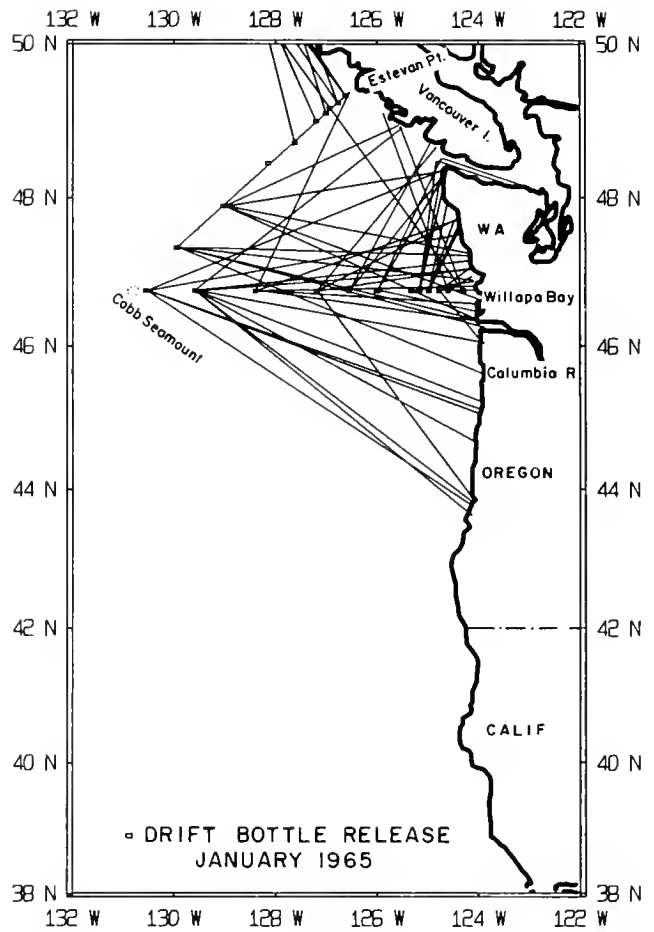 132 W 130 W 128 W 126 W 124 W 122 W
50 N 50 N
Estevan Pt.
Vancouver I.
48 N 48 N
WA
Willapa Bay
Cobb Seamount
46 N 46 N
Columbia R
OREGON
44 N 44 N
42 N 42 N
CALIF
40 N 40 N
DRIFT BOTTLE RELEASE
JANUARY 1965
38 N 38 N
132 W 130 W 128 W 126 W 124 W 122 W